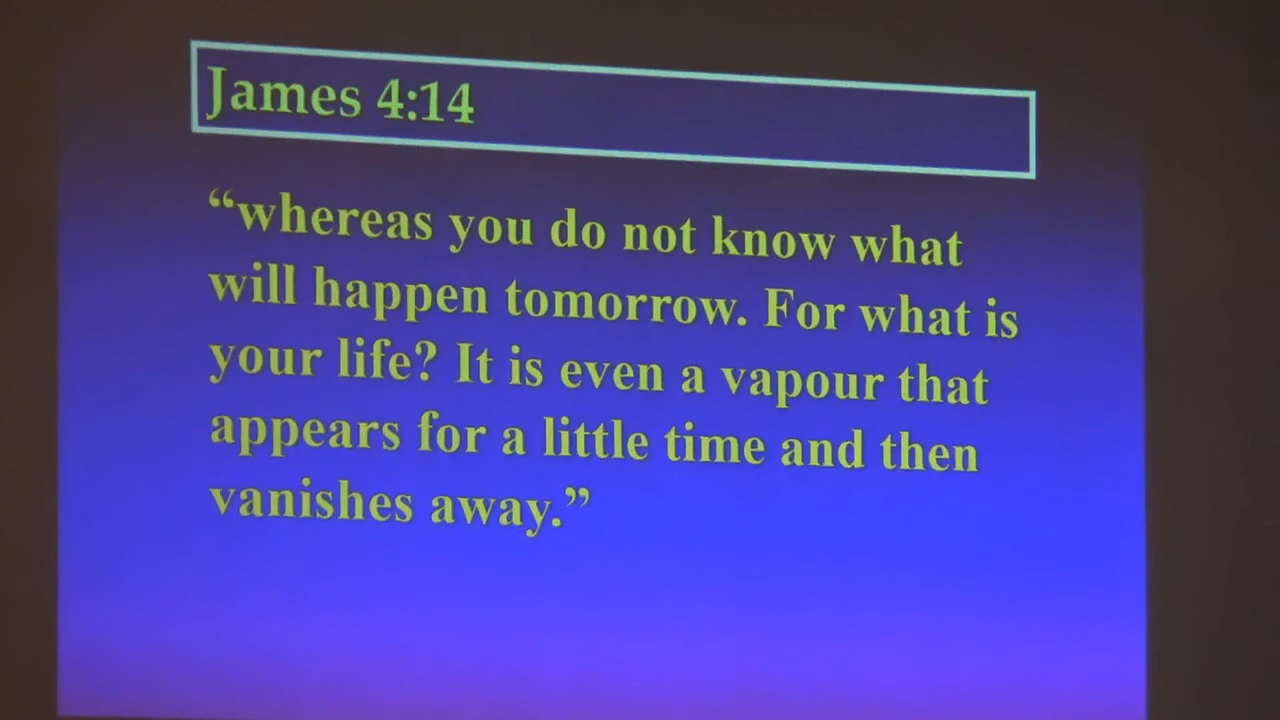 James 4:14
“whereas you do not know what
will happen tomorrow. For what is
your life? It is even a vapour that
appears for a little time and then
vanishes away.”